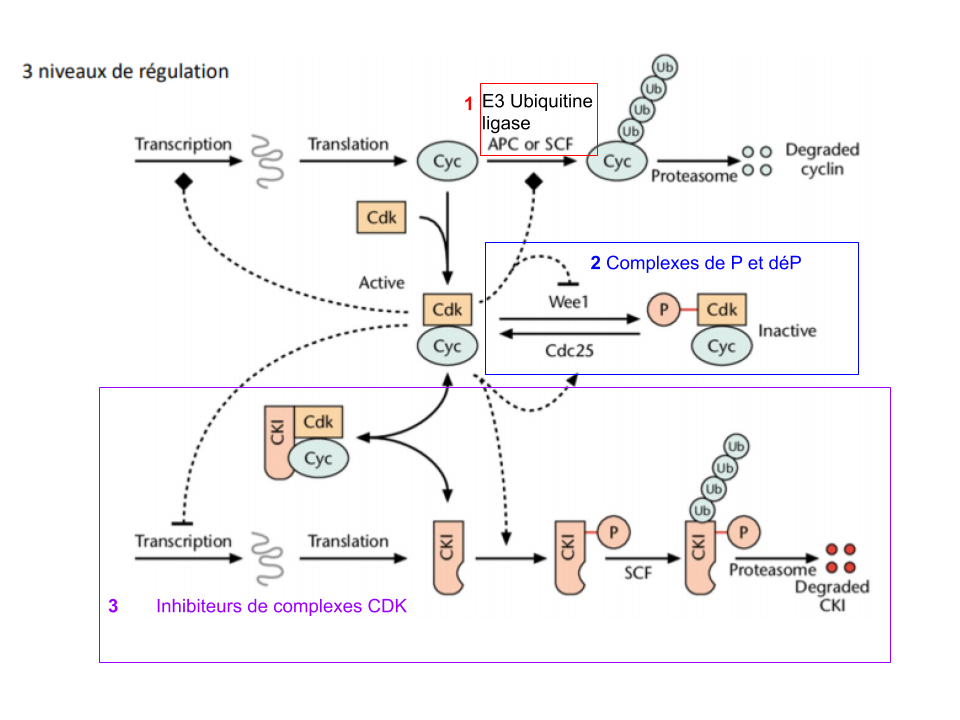 3 niveaux de régulation
1 E3 Ubiquitine
ligase
Ub
Ub
Ub
Ub
Transcription
Translation
Cyc
APC or SCF
Cyc
Proteasome
Degraded
cyclin
Cdk
2 Complexes de P et déP
Active
Cdk
Cyc
Wee1
Cdc25
P
Cdk
Cyc
Inactive
CKI
Cdk
Cyc
Ub
Ub
Ub
Ub
Transcription
Translation
CKI
CKI
P
SCF
CKI
P
Proteasome
Degraded
CKI
3 Inhibiteurs de complexes CDK